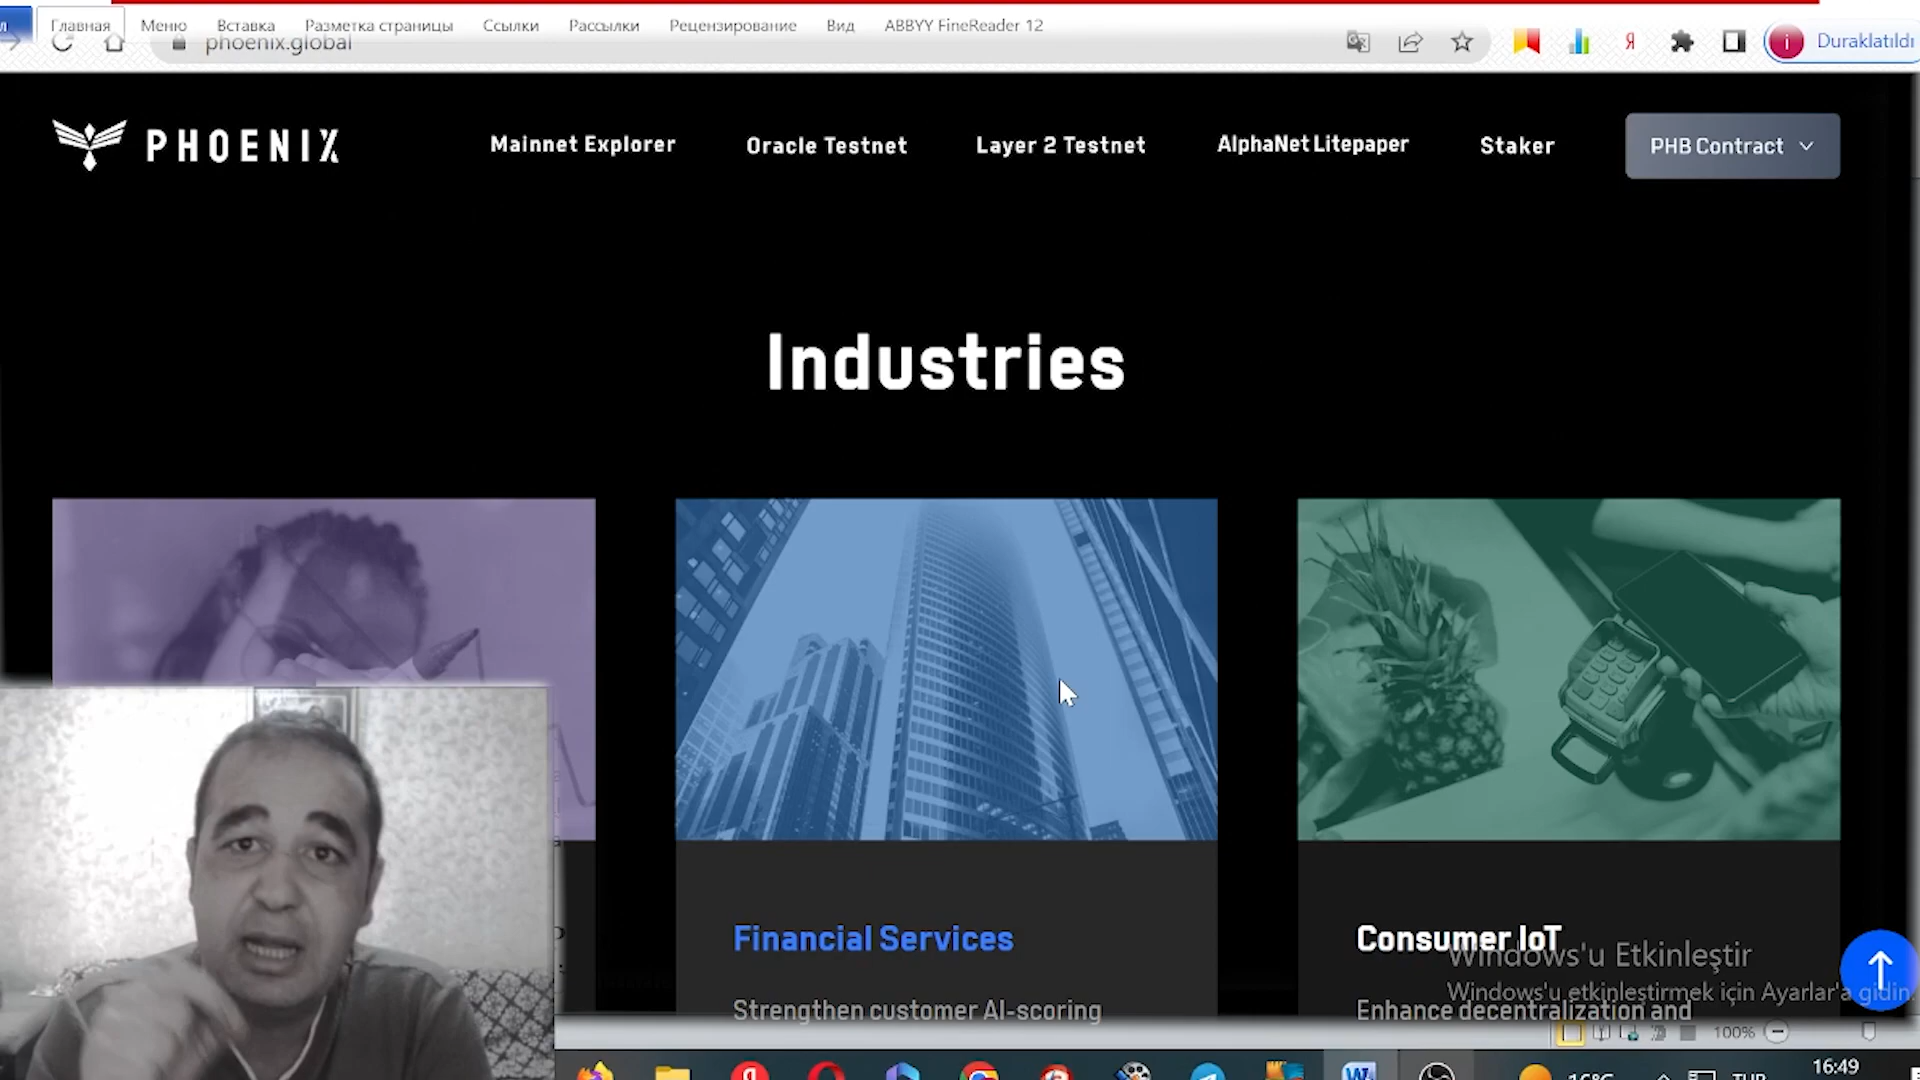 Главная Меню Вставка Разметка страницы Ссылки Рассылки Рецензирование Вид ABBYY FineReader 12
phoenix.global
Я
i Duraklatıldı
PHOENIX Mainnet Explorer Oracle Testnet Layer 2 Testnet AlphaNet Litepaper Staker PHB Contract
Industries
Financial Services
Strengthen customer AI-scoring
Consumer IoT
Enhance decentralization and
Windows'u Etkinleştir
Windows'u etkinleştirmek için Ayarlar'a gidin.
100%
16°C TUR 16:49